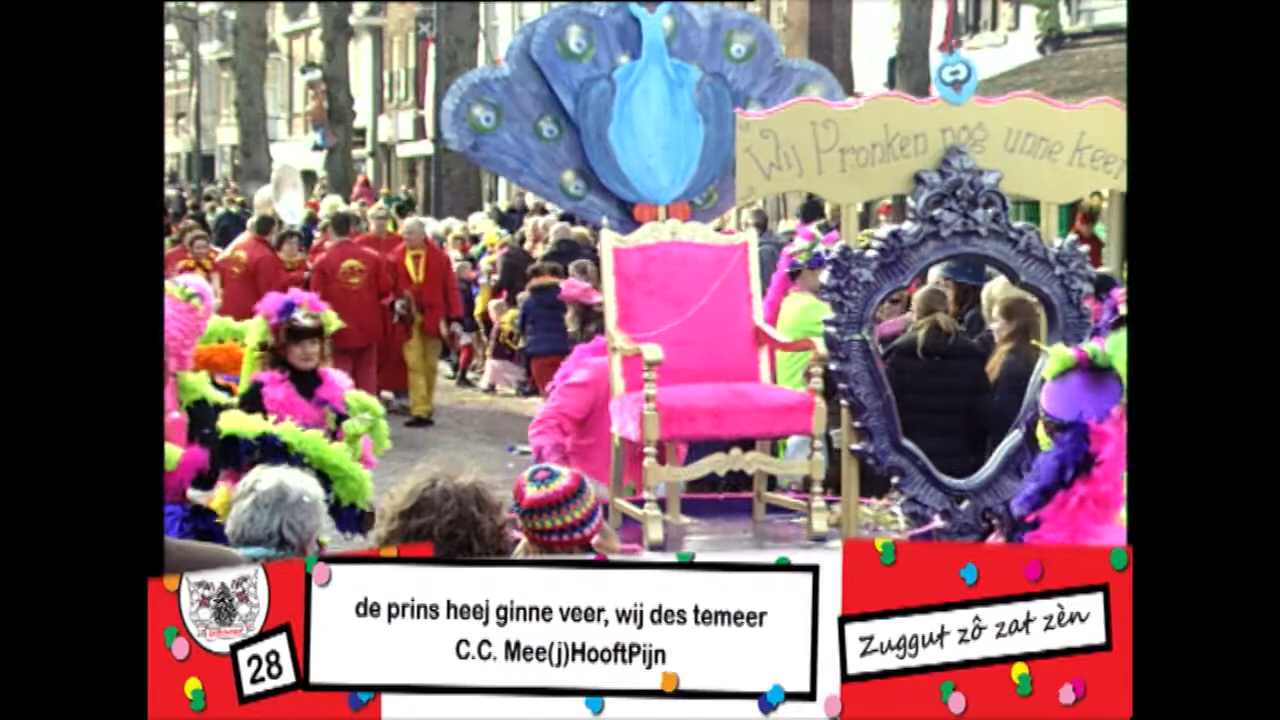 Wij Pronken nog unne keer
de prins heej ginne veer, wij des temeer
C.C. Mee(j)HooftPijn
28
Zuggut zô zat zèn